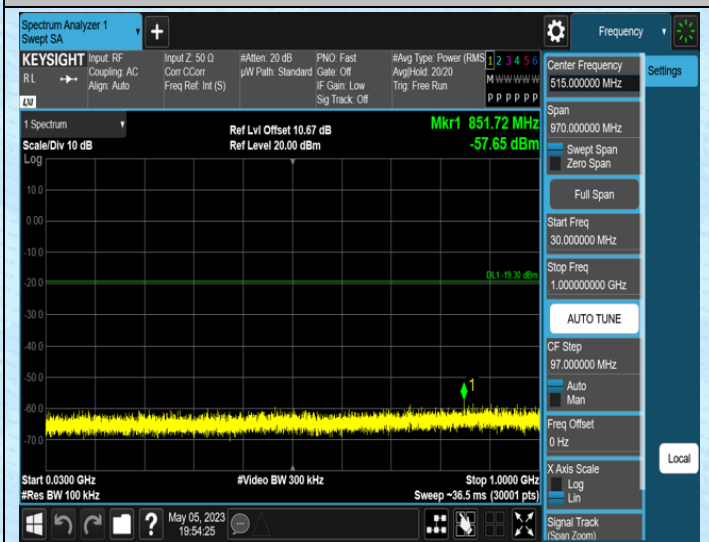 Spectrum Analyzer 1
Swept SA
+
Frequency
KEYSIGHT
RL
LXI
Input: RF
Coupling: AC
Align: Auto
Input Z: 50 Ω
Corr CCorr
Freq Ref: Int (S)
#Atten: 20 dB
µW Path: Standard
PNO: Fast
Gate: Off
IF Gain: Low
Sig Track: Off
#Avg Type: Power (RMS
Avg|Hold: 20/20
Trig: Free Run
1 2 3 4 5 6
M W W W W W
P P P P P P
Center Frequency
515.000000 MHz
Settings
Span
970.000000 MHz
Swept Span
Zero Span
Full Span
Start Freq
30.000000 MHz
Stop Freq
1.000000000 GHz
AUTO TUNE
CF Step
97.000000 MHz
Auto
Man
Freq Offset
0 Hz
X Axis Scale
Log
Lin
Signal Track
(Span Zoom)
Local
1 Spectrum
Scale/Div 10 dB
Log
Ref Lvl Offset 10.67 dB
Ref Level 20.00 dBm
Mkr1 851.72 MHz
-57.65 dBm
10.0
0.00
-10.0
-20.0
-30.0
-40.0
-50.0
-60.0
-70.0
DL1 -19.30 dBm
1
Start 0.0300 GHz
#Res BW 100 kHz
#Video BW 300 kHz
Stop 1.0000 GHz
Sweep ~36.5 ms (30001 pts)
?
May 05, 2023
19:54:25